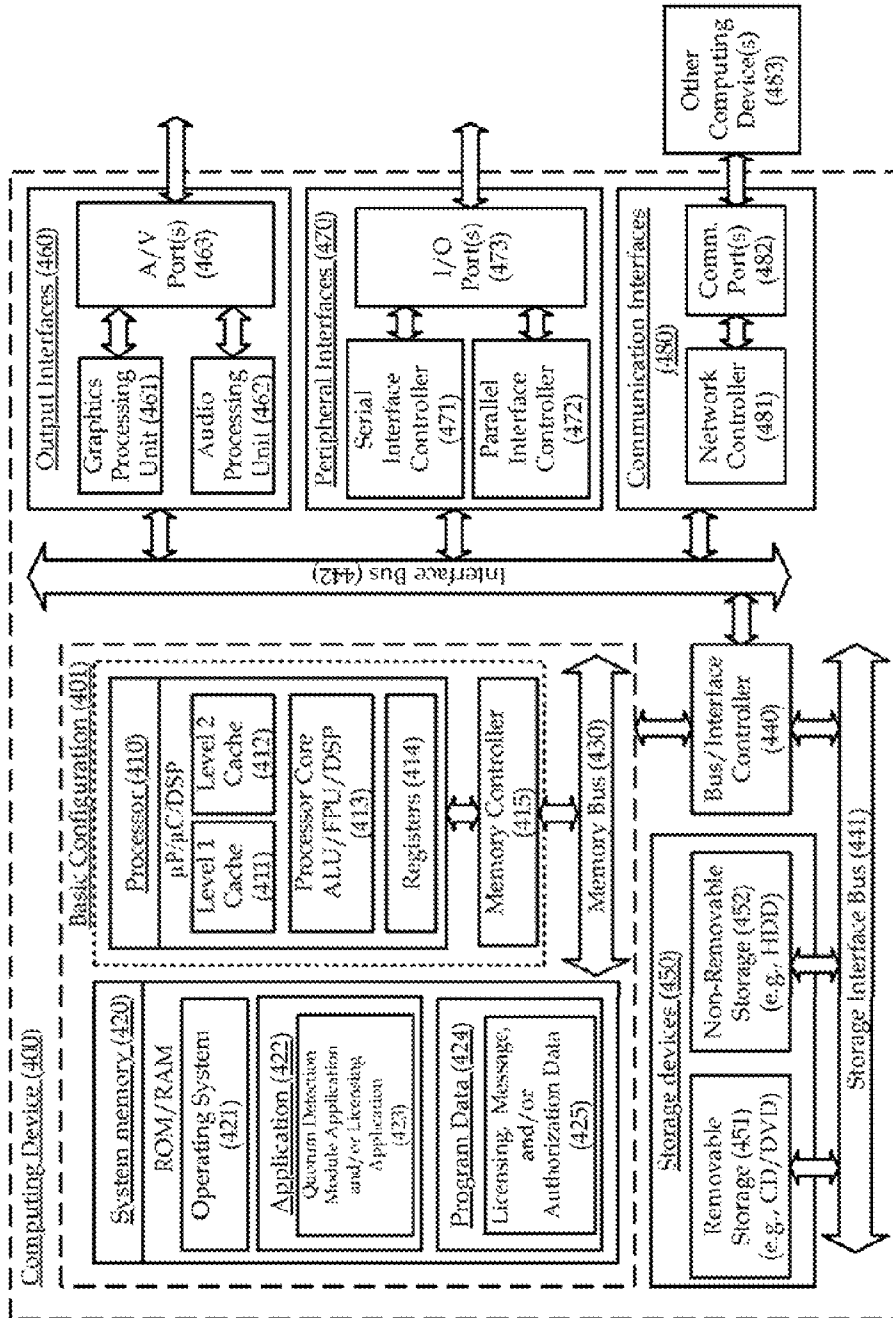 Computing Device (400)
Basic Configuration (401)
System memory (420)
ROM/RAM
Operating System
(421)
Application (422)
Quorum Detection
Module Application
and/or Licensing
Application
(423)
Program Data (424)
Licensing, Message,
and/or
Authorization Data
(425)
Processor (410)
µP/µC/DSP
Level 1
Cache
(411)
Level 2
Cache
(412)
Processor Core
ALU/FPU/DSP
(413)
Registers (414)
Memory Controller
(415)
Memory Bus (430)
Storage devices (450)
Removable
Storage (451)
(e.g., CD/DVD)
Non-Removable
Storage (452)
(e.g., HDD)
Bus/Interface
Controller
(440)
Storage Interface Bus (441)
Interface Bus (442)
Output Interfaces (460)
Graphics
Processing
Unit (461)
Audio
Processing
Unit (462)
A/V
Port(s)
(463)
Peripheral Interfaces (470)
Serial
Interface
Controller
(471)
Parallel
Interface
Controller
(472)
I/O
Port(s)
(473)
Communication Interfaces
(480)
Network
Controller
(481)
Comm.
Port(s)
(482)
Other
Computing
Device(s)
(483)